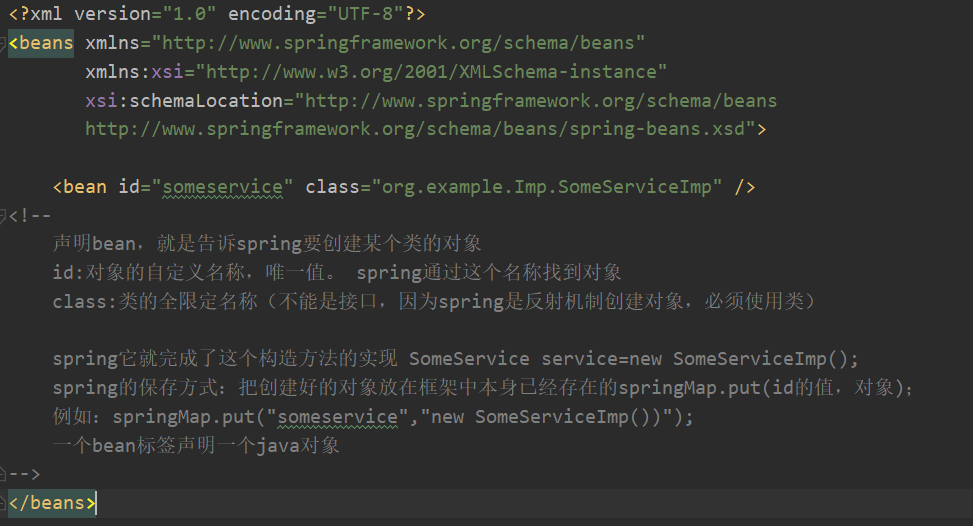 <?xml version="1.0" encoding="UTF-8"?>
<beans xmlns="http://www.springframework.org/schema/beans"
xmlns:xsi="http://www.w3.org/2001/XMLSchema-instance"
xsi:schemaLocation="http://www.springframework.org/schema/beans
http://www.springframework.org/schema/beans/spring-beans.xsd">
<bean id="someservice" class="org.example.Imp.SomeServiceImp" />
<!--
声明bean，就是告诉spring要创建某个类的对象
id:对象的自定义名称，唯一值。 spring通过这个名称找到对象
class:类的全限定名称（不能是接口，因为spring是反射机制创建对象，必须使用类）
spring它就完成了这个构造方法的实现 SomeService service=new SomeServiceImp();
spring的保存方式：把创建好的对象放在框架中本身已经存在的springMap.put(id的值，对象);
例如：springMap.put("someservice","new SomeServiceImp())");
一个bean标签声明一个java对象
-->
</beans>